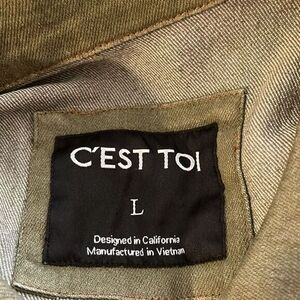 C'EST TOI
L
Designed in California
Manufactured in Vietnam